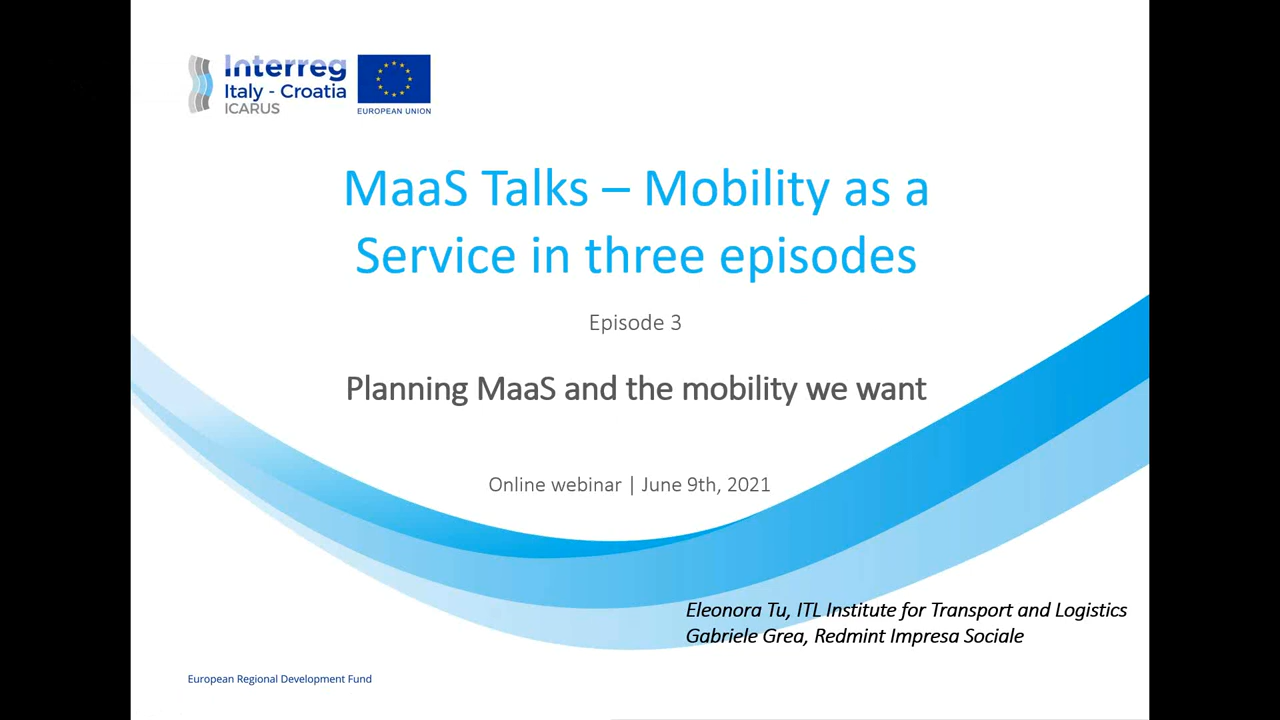 Interreg
Italy - Croatia
ICARUS
EUROPEAN UNION
MaaS Talks – Mobility as a
Service in three episodes
Episode 3
Planning MaaS and the mobility we want
Online webinar | June 9th, 2021
Eleonora Tu, ITL Institute for Transport and Logistics
Gabriele Grea, Redmint Impresa Sociale
European Regional Development Fund